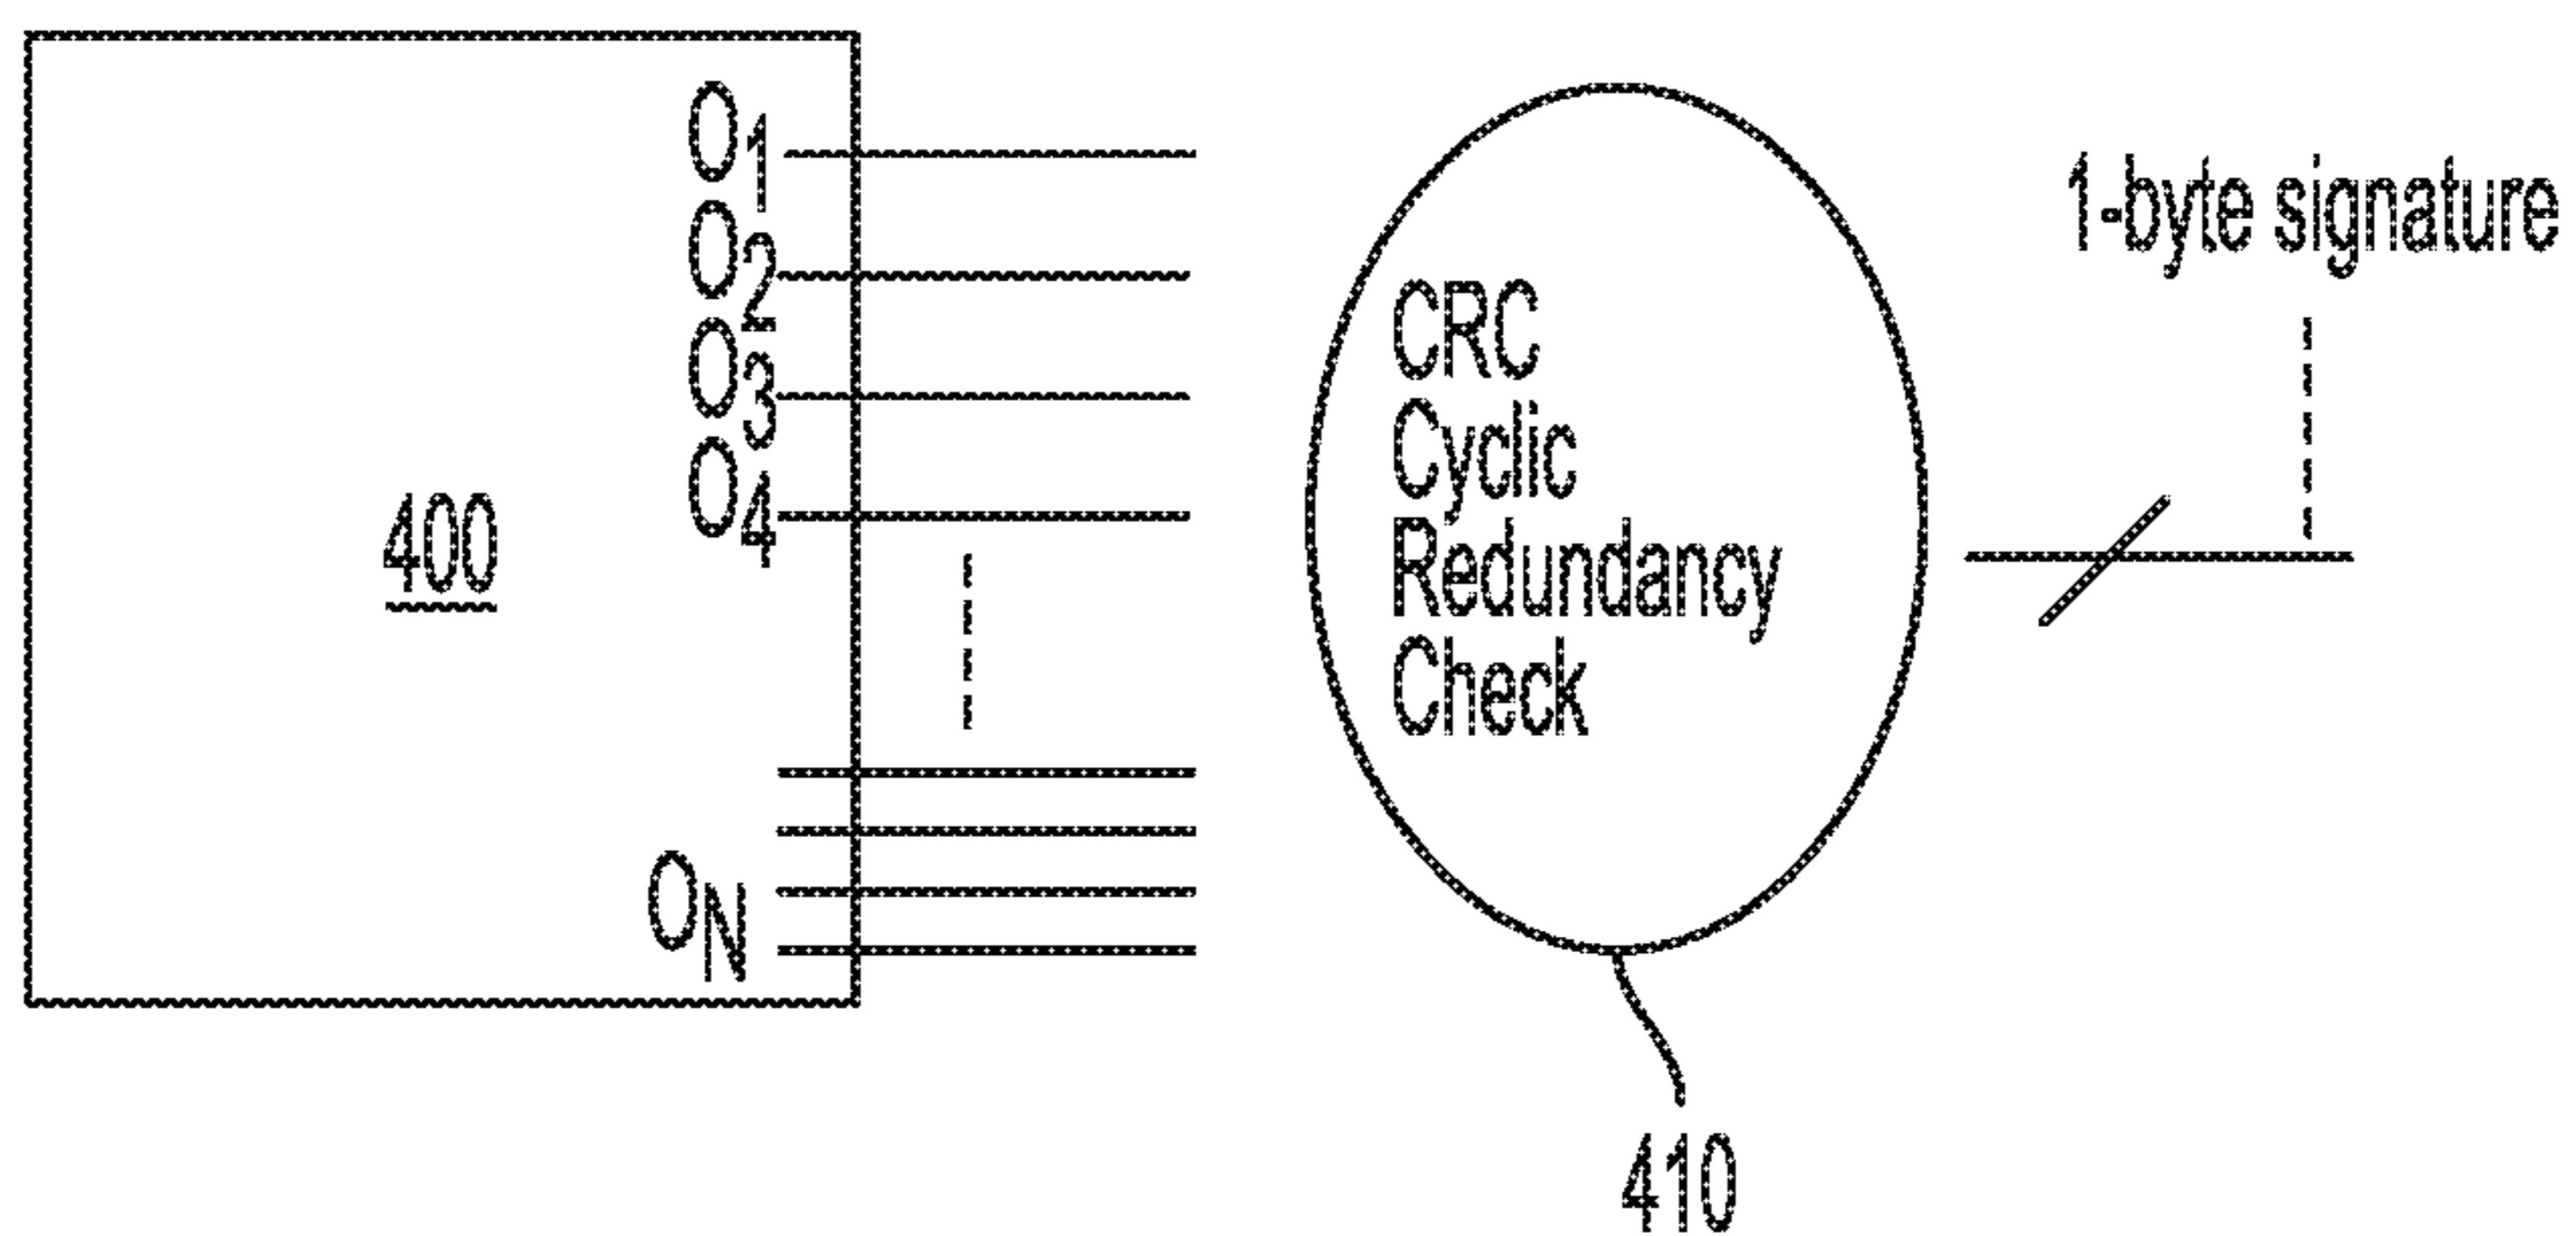 O1
O2
O3
O4
400
ON
CRC
Cyclic
Redundancy
Check
1-byte signature
410